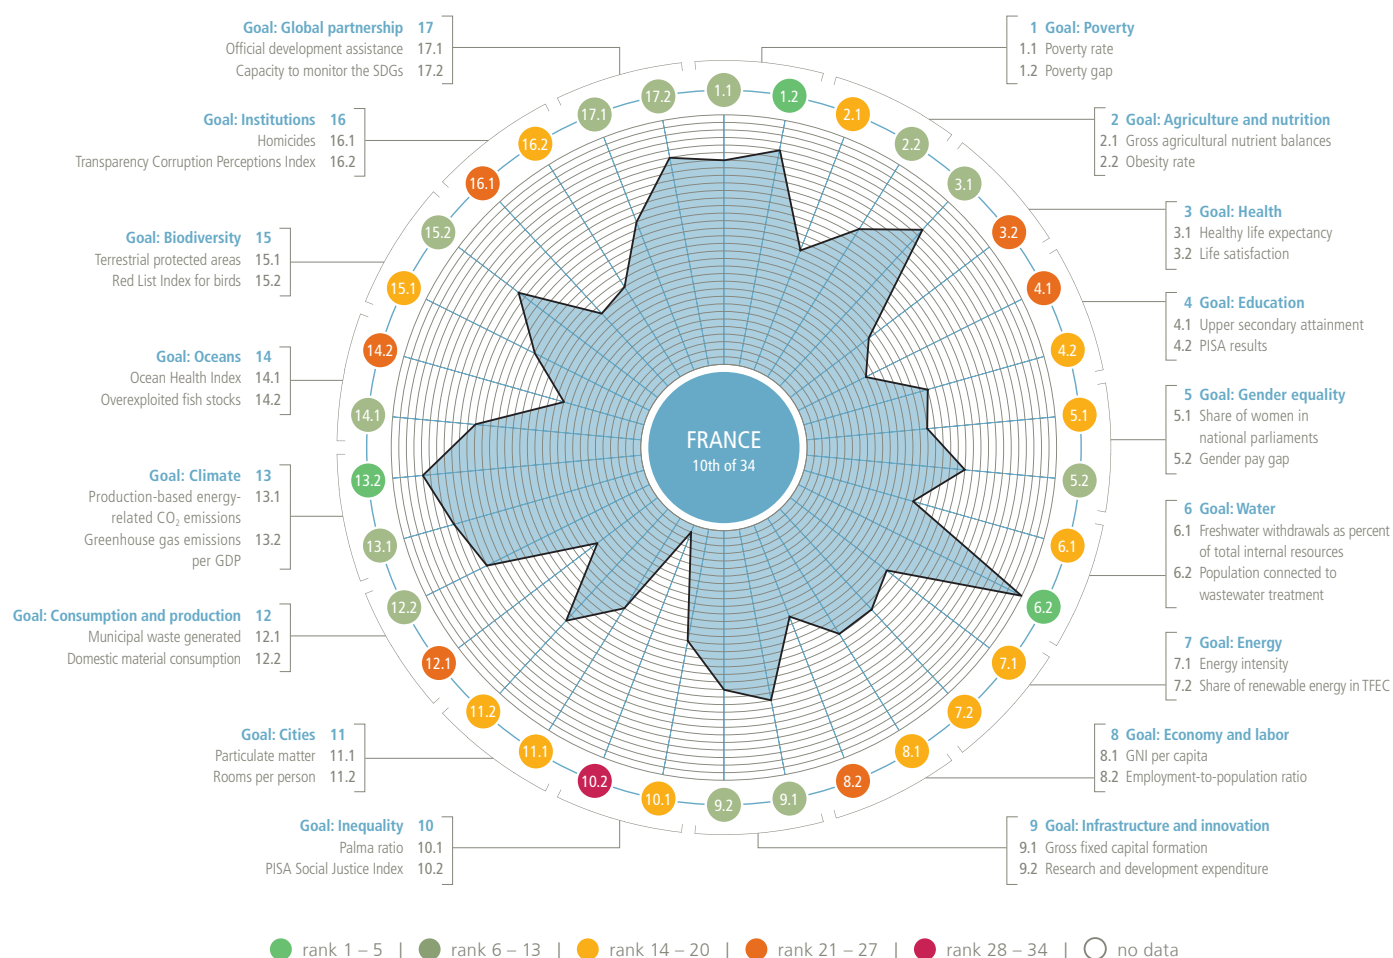 Goal: Global partnership 17
Official development assistance 17.1
Capacity to monitor the SDGs 17.2
Goal: Institutions 16
Homicides 16.1
Transparency Corruption Perceptions Index 16.2
Goal: Biodiversity 15
Terrestrial protected areas 15.1
Red List Index for birds 15.2
Goal: Oceans 14
Ocean Health Index 14.1
Overexploited fish stocks 14.2
Goal: Climate 13
Production-based energy- 13.1
related CO₂ emissions
Greenhouse gas emissions 13.2
per GDP
Goal: Consumption and production 12
Municipal waste generated 12.1
Domestic material consumption 12.2
Goal: Cities 11
Particulate matter 11.1
Rooms per person 11.2
Goal: Inequality 10
Palma ratio 10.1
PISA Social Justice Index 10.2
1 Goal: Poverty
1.1 Poverty rate
1.2 Poverty gap
2 Goal: Agriculture and nutrition
2.1 Gross agricultural nutrient balances
2.2 Obesity rate
3 Goal: Health
3.1 Healthy life expectancy
3.2 Life satisfaction
4 Goal: Education
4.1 Upper secondary attainment
4.2 PISA results
5 Goal: Gender equality
5.1 Share of women in
national parliaments
5.2 Gender pay gap
6 Goal: Water
6.1 Freshwater withdrawals as percent
of total internal resources
6.2 Population connected to
wastewater treatment
7 Goal: Energy
7.1 Energy intensity
7.2 Share of renewable energy in TFEC
8 Goal: Economy and labor
8.1 GNI per capita
8.2 Employment-to-population ratio
9 Goal: Infrastructure and innovation
9.1 Gross fixed capital formation
9.2 Research and development expenditure
1.1
1.2
2.1
2.2
3.1
3.2
4.1
4.2
5.1
5.2
6.1
6.2
7.1
7.2
8.1
8.2
9.1
9.2
10.1
10.2
11.1
11.2
12.1
12.2
13.1
13.2
14.1
14.2
15.1
15.2
16.1
16.2
17.1
17.2
FRANCE
10th of 34
rank 1 – 5 | rank 6 – 13 | rank 14 – 20 | rank 21 – 27 | rank 28 – 34 | no data